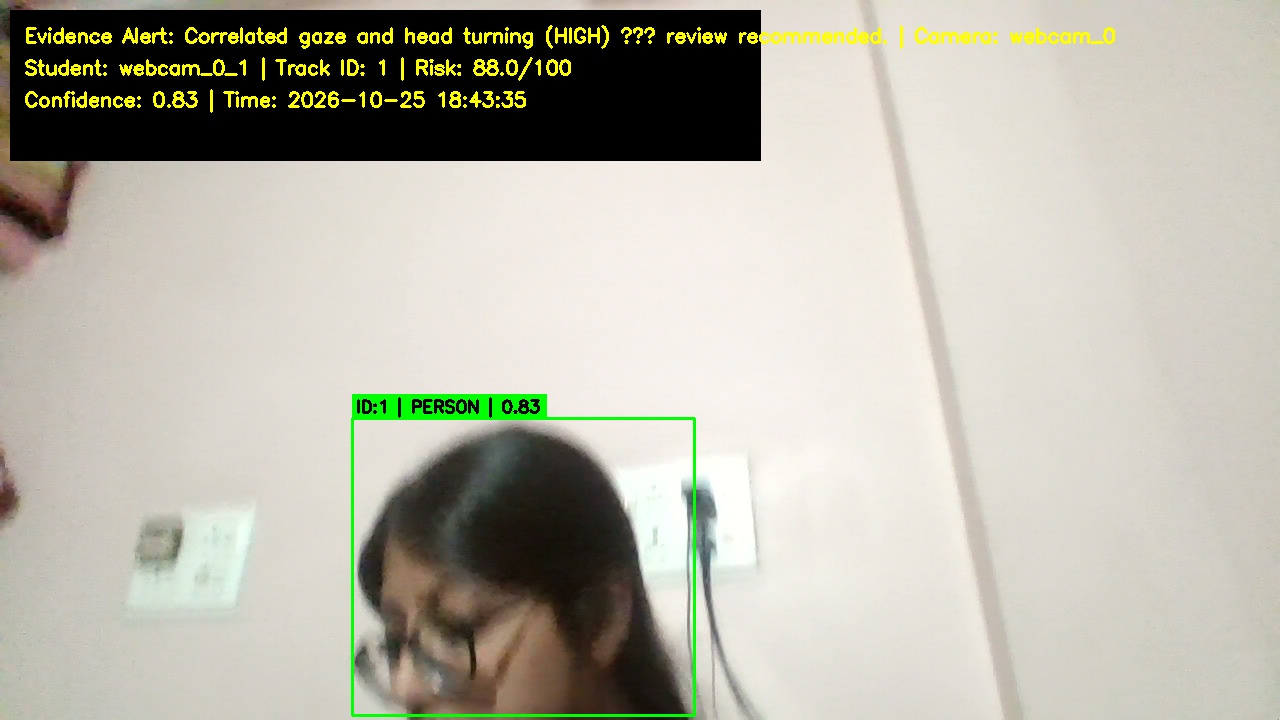 Evidence Alert: Correlated gaze and head turning (HIGH) ??? review recommended. | Camera: webcam_0
Student: webcam_0_1 | Track ID: 1 | Risk: 88.0/100
Confidence: 0.83 | Time: 2026-10-25 18:43:35
ID:1 | PERSON | 0.83